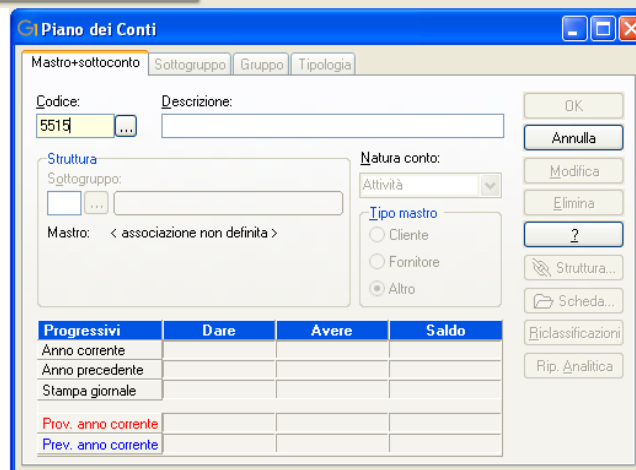 G1 Piano dei Conti
Mastro+sottoconto Sottogruppo Gruppo Tipologia
Codice: Descrizione:
5515 ...
OK
Annulla
Modifica
Elimina
?
Struttura...
Scheda...
Riclassificazioni
Rip. Analitica
Struttura
Sottogruppo:
...
Mastro: < associazione non definita >
Natura conto:
Attività
Tipo mastro
Cliente
Fornitore
Altro
Progressivi Dare Avere Saldo
Anno corrente
Anno precedente
Stampa giornale
Prov. anno corrente
Prev. anno corrente